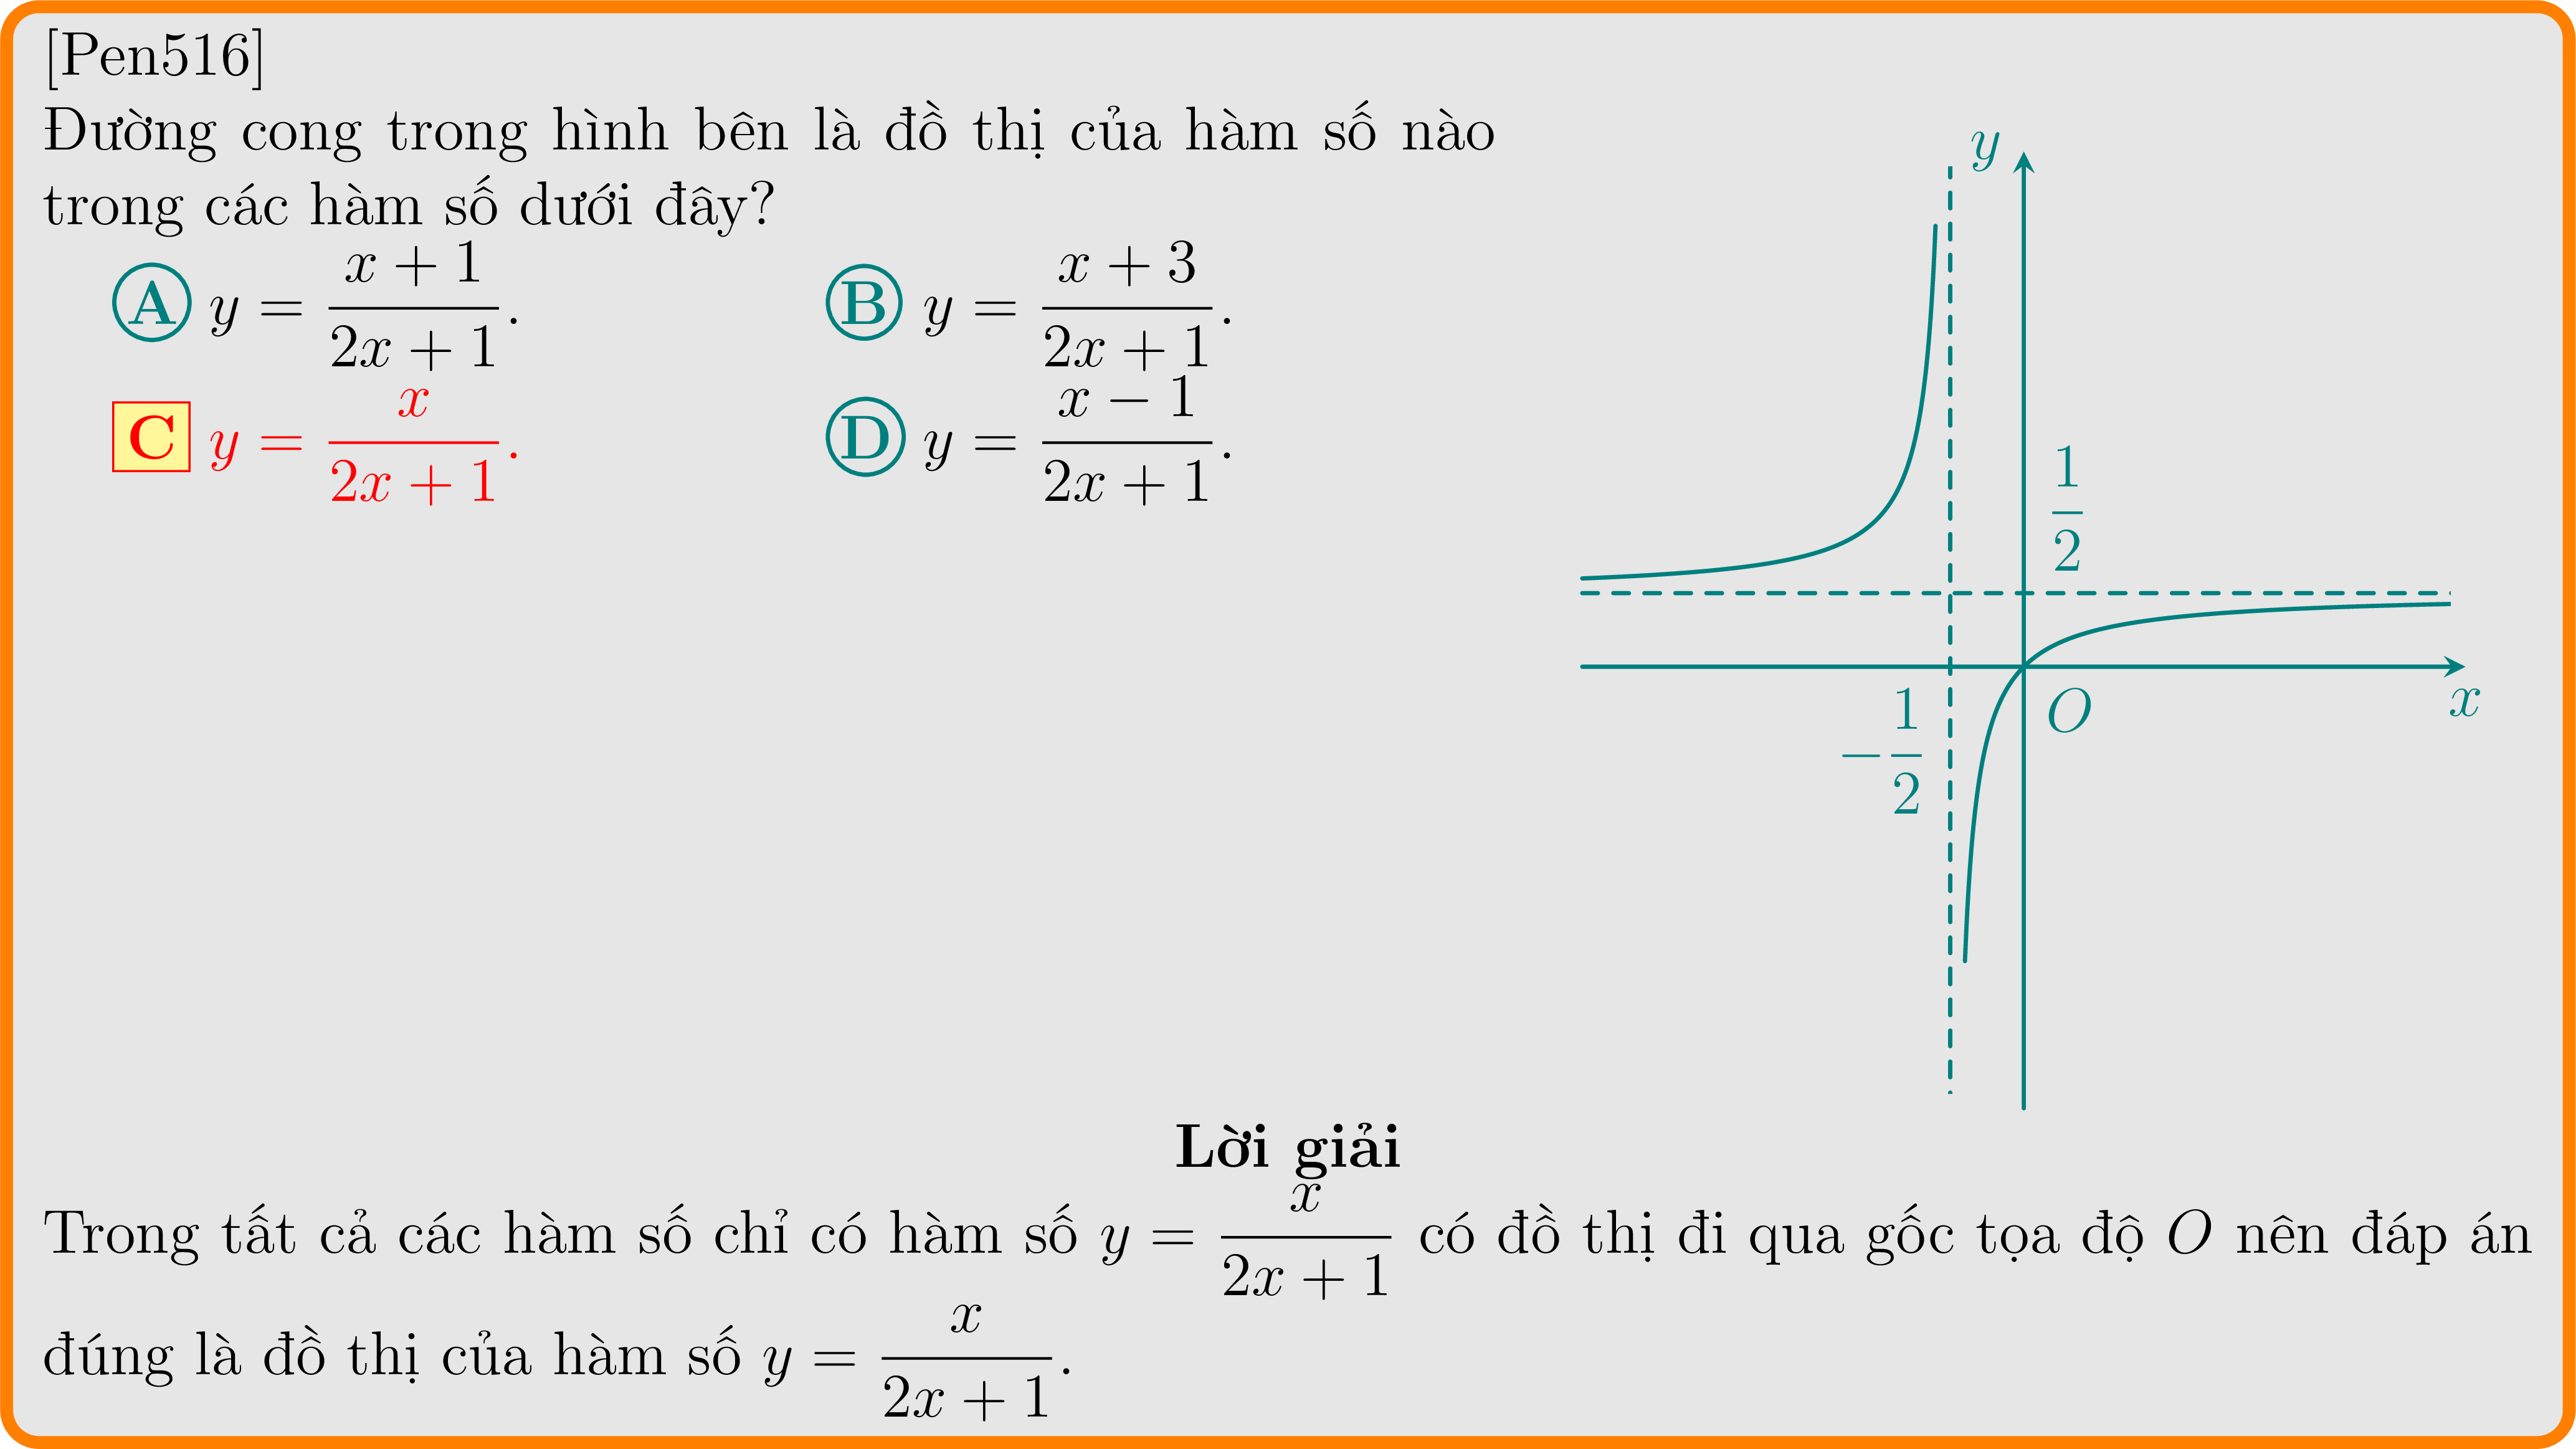 [Pen516]
Đường cong trong hình bên là đồ thị của hàm số nào
trong các hàm số dưới đây?
A y = \frac{x + 1}{2x + 1}. B y = \frac{x + 3}{2x + 1}.
C y = \frac{x}{2x + 1}. D y = \frac{x − 1}{2x + 1}.
y
\frac{1}{2}
−\frac{1}{2}
O
x
Lời giải
Trong tất cả các hàm số chỉ có hàm số y = \frac{x}{2x + 1} có đồ thị đi qua gốc tọa độ O nên đáp án
đúng là đồ thị của hàm số y = \frac{x}{2x + 1}.